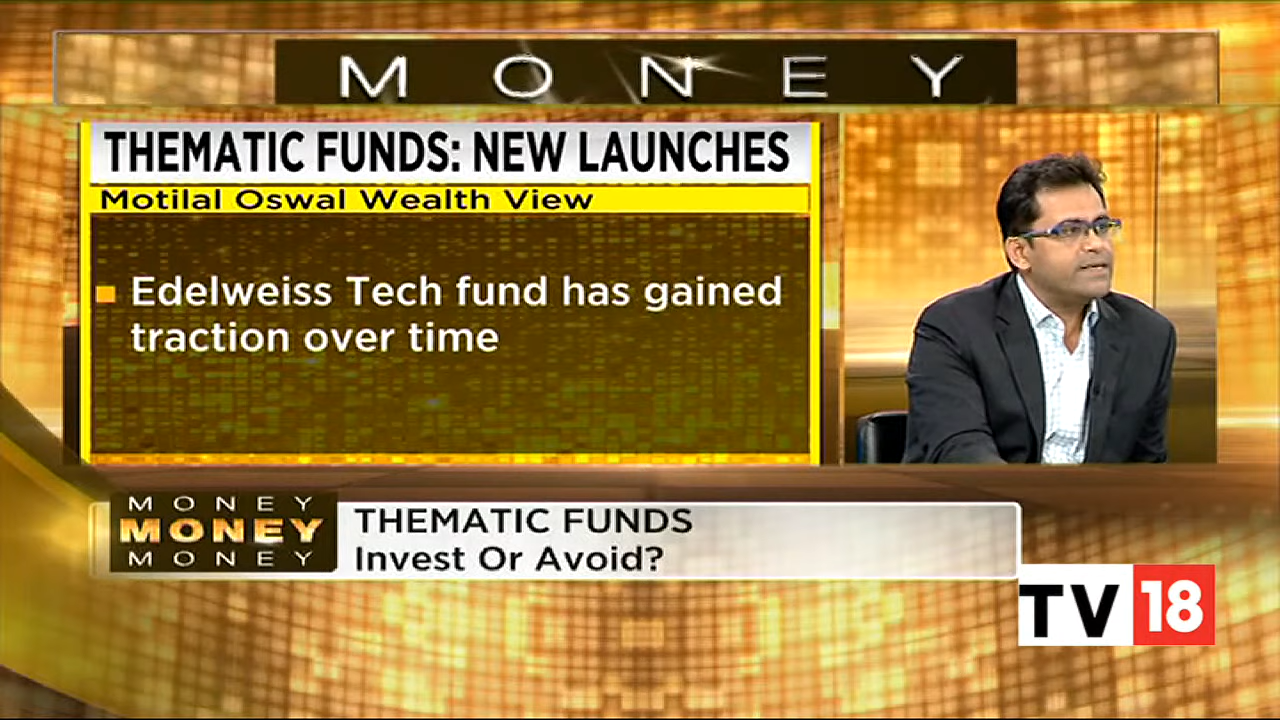 MONEY
THEMATIC FUNDS: NEW LAUNCHES
Motilal Oswal Wealth View
Edelweiss Tech fund has gained
traction over time
MONEY
MONEY
MONEY
THEMATIC FUNDS
Invest Or Avoid?
TV18